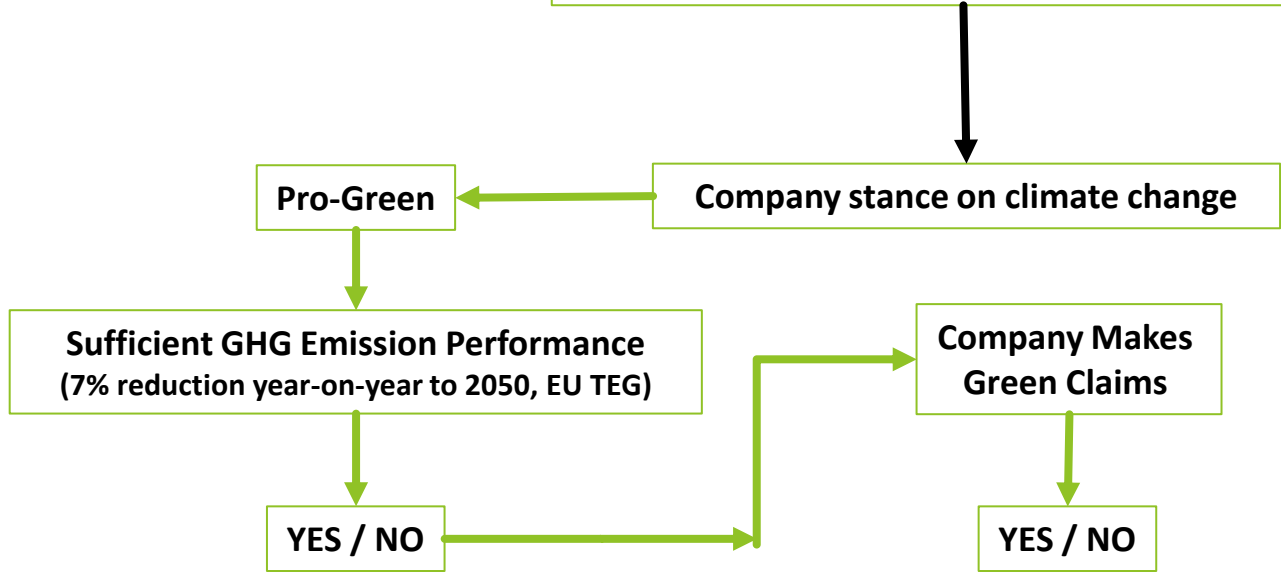 Company stance on climate change
Pro-Green
Sufficient GHG Emission Performance
(7% reduction year-on-year to 2050, EU TEG)
YES / NO
Company Makes
Green Claims
YES / NO